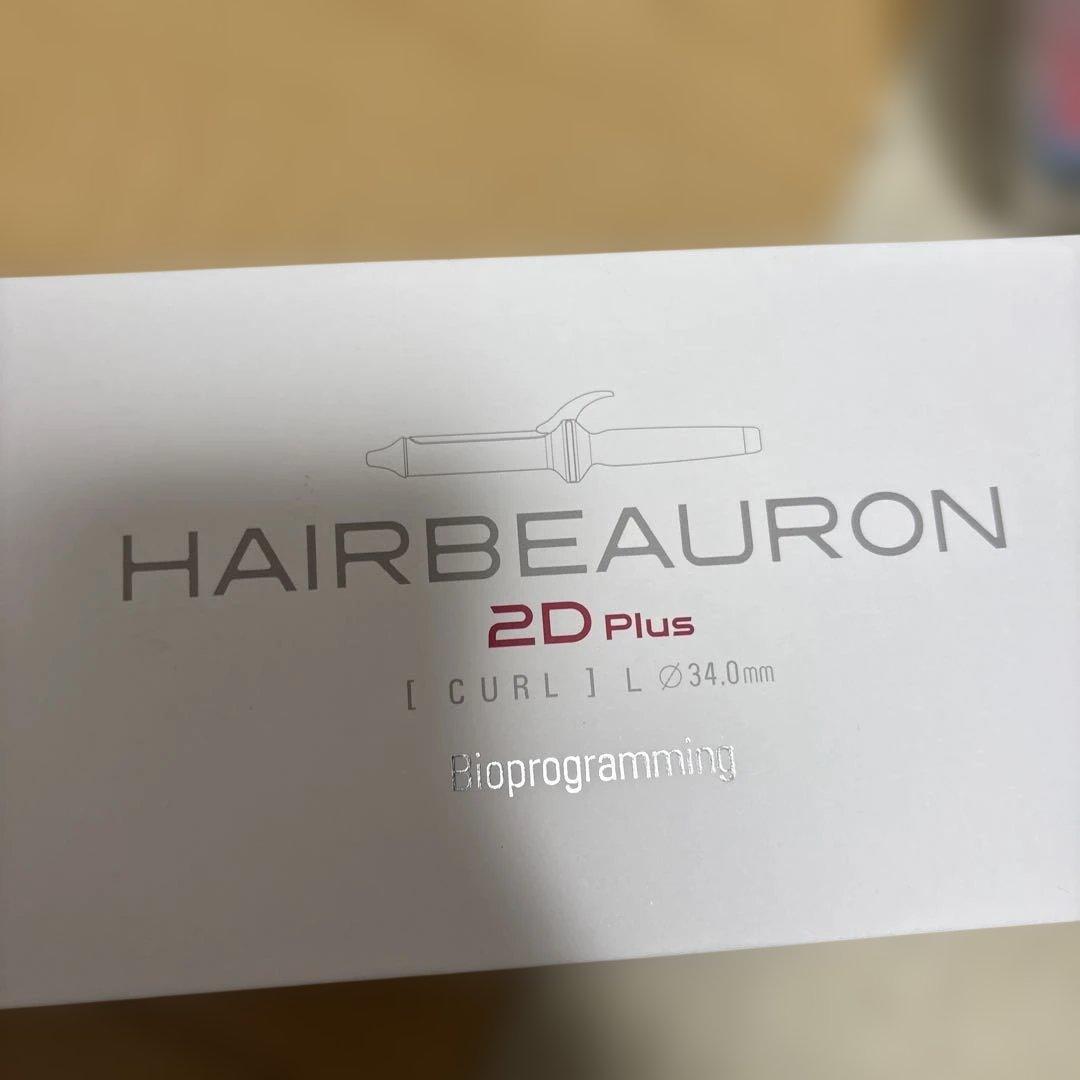 HAIRBEAURON
2D Plus
[ CURL ] L ∅34.0mm
Bioprogramming